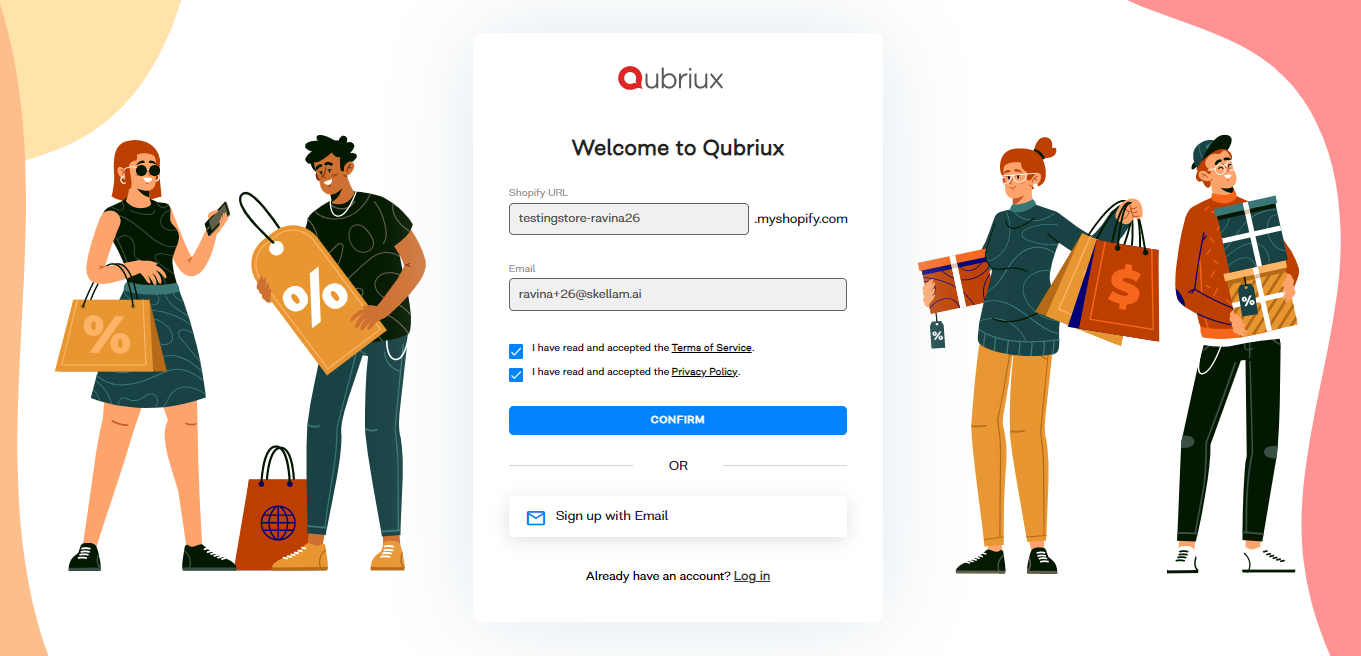 Qubriux
Welcome to Qubriux
Shopify URL
testingstore-ravina26 .myshopify.com
Email
ravina+26@skellam.ai
I have read and accepted the Terms of Service.
I have read and accepted the Privacy Policy.
CONFIRM
OR
Sign up with Email
Already have an account? Log in
%
%
%
$
%